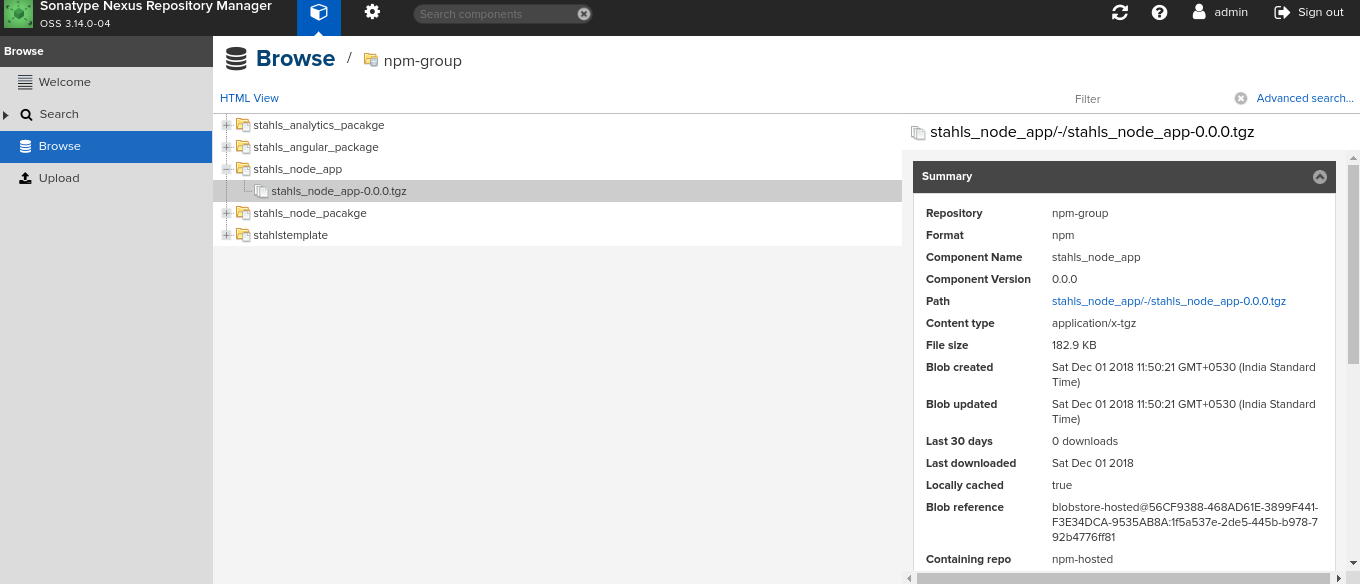 Sonatype Nexus Repository Manager
OSS 3.14.0-04
Search components
admin
Sign out
Browse
Welcome
Search
Browse
Upload
Browse / npm-group
HTML View
Filter
Advanced search...
stahls_analytics_pacakge
stahls_angular_package
stahls_node_app
stahls_node_app-0.0.0.tgz
stahls_node_pacakge
stahlstemplate
stahls_node_app/-/stahls_node_app-0.0.0.tgz
Summary
Repository npm-group
Format npm
Component Name stahls_node_app
Component Version 0.0.0
Path stahls_node_app/-/stahls_node_app-0.0.0.tgz
Content type application/x-tgz
File size 182.9 KB
Blob created Sat Dec 01 2018 11:50:21 GMT+0530 (India Standard
Time)
Blob updated Sat Dec 01 2018 11:50:21 GMT+0530 (India Standard
Time)
Last 30 days 0 downloads
Last downloaded Sat Dec 01 2018
Locally cached true
Blob reference blobstore-hosted@56CF9388-468AD61E-3899F441-
F3E34DCA-9535AB8A:1f5a537e-2de5-445b-b978-7
92b4776ff81
Containing repo npm-hosted